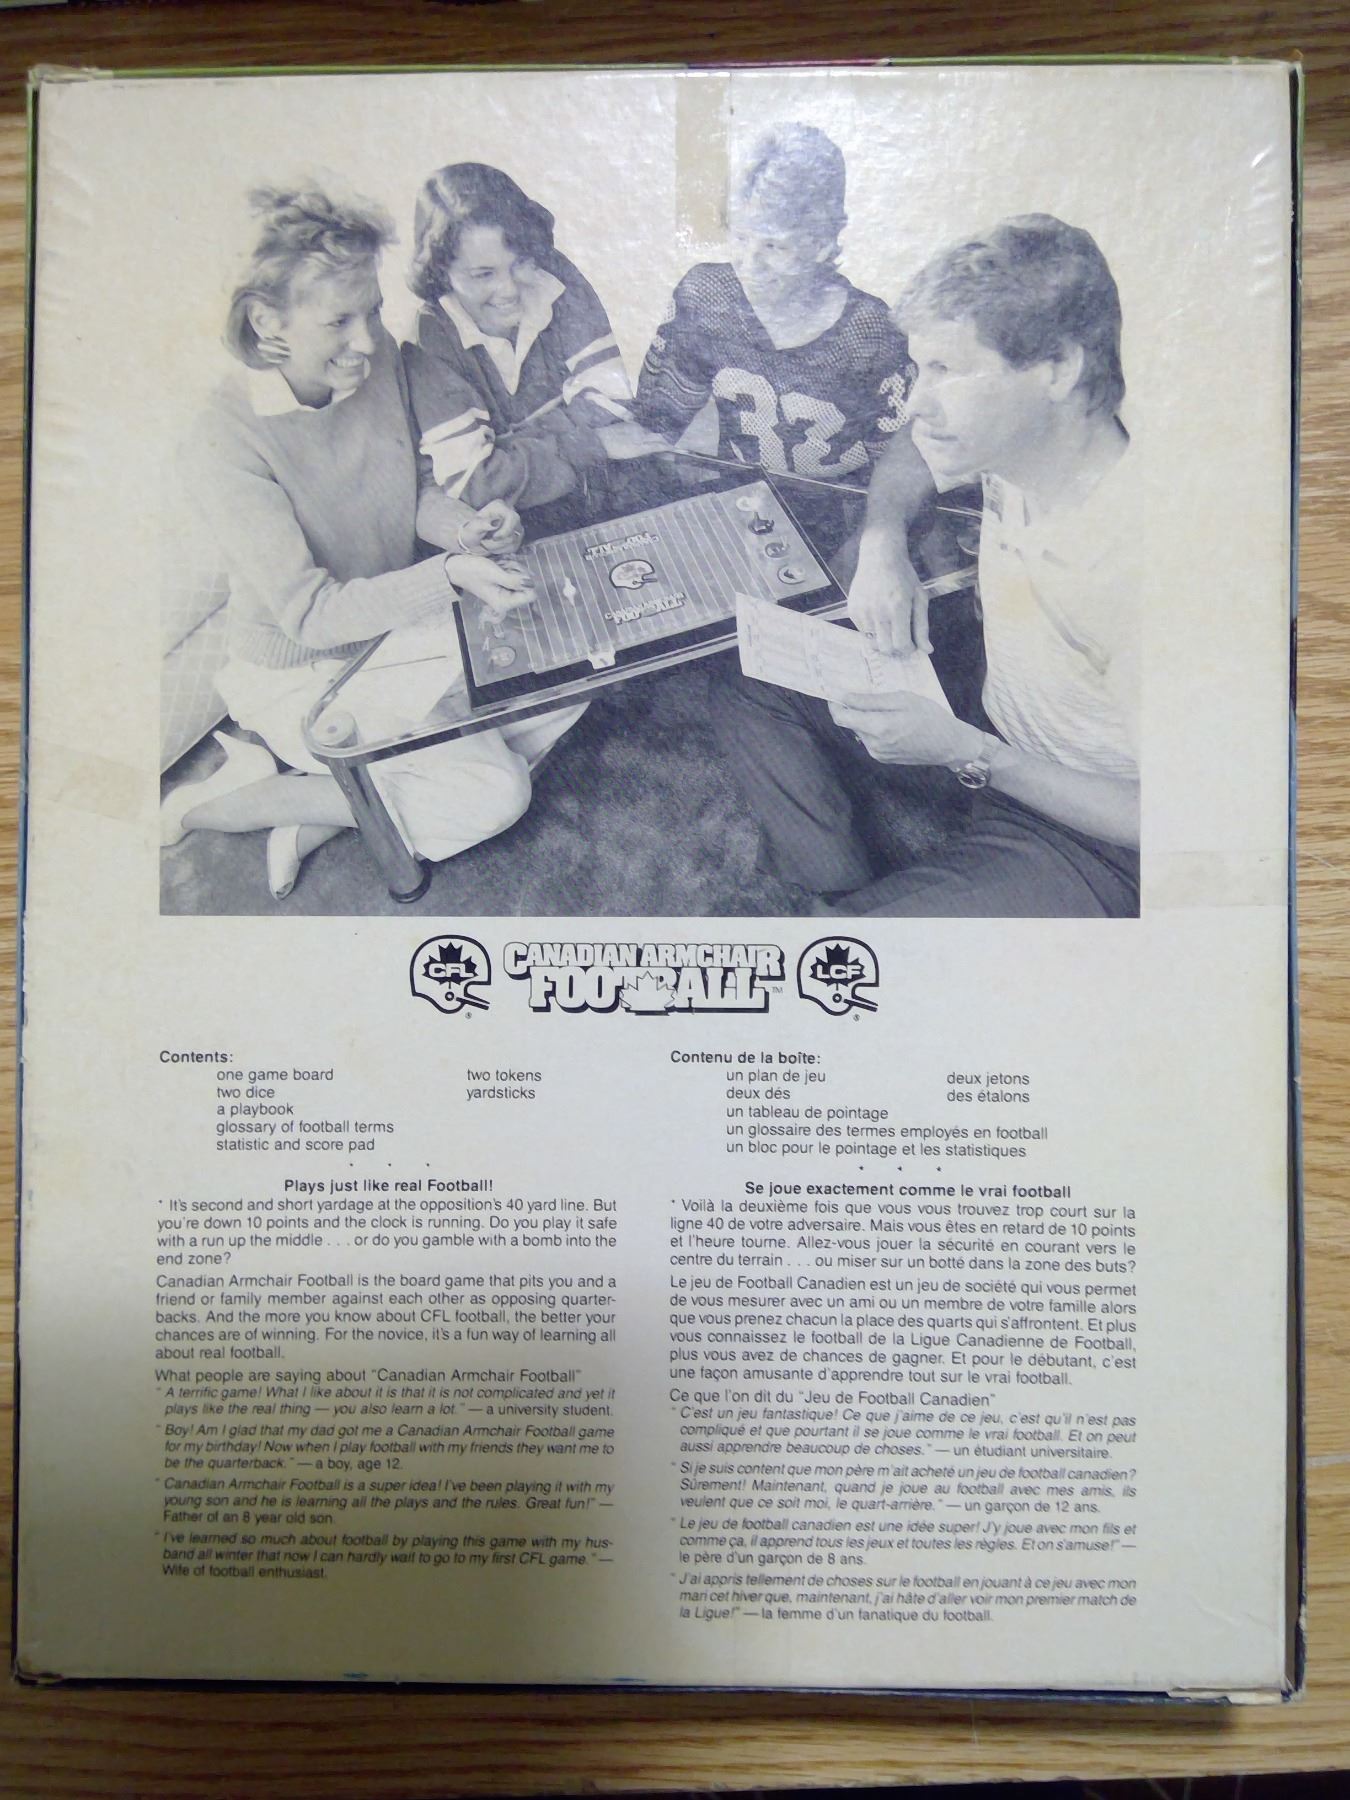 32
3
CANADIAN ARMCHAIR
FOOTBALL
CFL
®
CANADIAN ARMCHAIR
FOOTBALL™
LCF
®
Contents:
one game board
two dice
a playbook
glossary of football terms
statistic and score pad
two tokens
yardsticks
Plays just like real Football!
" It's second and short yardage at the opposition's 40 yard line. But
you're down 10 points and the clock is running. Do you play it safe
with a run up the middle . . . or do you gamble with a bomb into the
end zone?
Canadian Armchair Football is the board game that pits you and a
friend or family member against each other as opposing quarter-
backs. And the more you know about CFL football, the better your
chances are of winning. For the novice, it's a fun way of learning all
about real football.
What people are saying about "Canadian Armchair Football"
" A terrific game! What I like about it is that it is not complicated and yet it
plays like the real thing — you also learn a lot." — a university student.
" Boy! Am I glad that my dad got me a Canadian Armchair Football game
for my birthday! Now when I play football with my friends they want me to
be the quarterback." — a boy, age 12.
" Canadian Armchair Football is a super idea! I've been playing it with my
young son and he is learning all the plays and the rules. Great fun!" —
Father of an 8 year old son.
" I've learned so much about football by playing this game with my hus-
band all winter that now I can hardly wait to go to my first CFL game." —
Wife of football enthusiast.
Contenu de la boîte:
un plan de jeu
deux dés
un tableau de pointage
un glossaire des termes employés en football
un bloc pour le pointage et les statistiques
deux jetons
des étalons
Se joue exactement comme le vrai football
" Voilà la deuxième fois que vous vous trouvez trop court sur la
ligne 40 de votre adversaire. Mais vous êtes en retard de 10 points
et l'heure tourne. Allez-vous jouer la sécurité en courant vers le
centre du terrain . . . ou miser sur un botté dans la zone des buts?
Le jeu de Football Canadien est un jeu de société qui vous permet
de vous mesurer avec un ami ou un membre de votre famille alors
que vous prenez chacun la place des quarts qui s'affrontent. Et plus
vous connaissez le football de la Ligue Canadienne de Football,
plus vous avez de chances de gagner. Et pour le débutant, c'est
une façon amusante d'apprendre tout sur le vrai football.
Ce que l'on dit du "Jeu de Football Canadien"
" C'est un jeu fantastique! Ce que j'aime de ce jeu, c'est qu'il n'est pas
compliqué et que pourtant il se joue comme le vrai football. Et on peut
aussi apprendre beaucoup de choses." — un étudiant universitaire.
" Si je suis content que mon père m'ait acheté un jeu de football canadien?
Sûrement! Maintenant, quand je joue au football avec mes amis, ils
veulent que ce soit moi, le quart-arrière." — un garçon de 12 ans.
" Le jeu de football canadien est une idée super! J'y joue avec mon fils et
comme ça, il apprend tous les jeux et toutes les règles. Et on s'amuse!" —
le père d'un garçon de 8 ans.
" J'ai appris tellement de choses sur le football en jouant à ce jeu avec mon
mari cet hiver que, maintenant, j'ai hâte d'aller voir mon premier match de
la Ligue!" — la femme d'un fanatique du football.